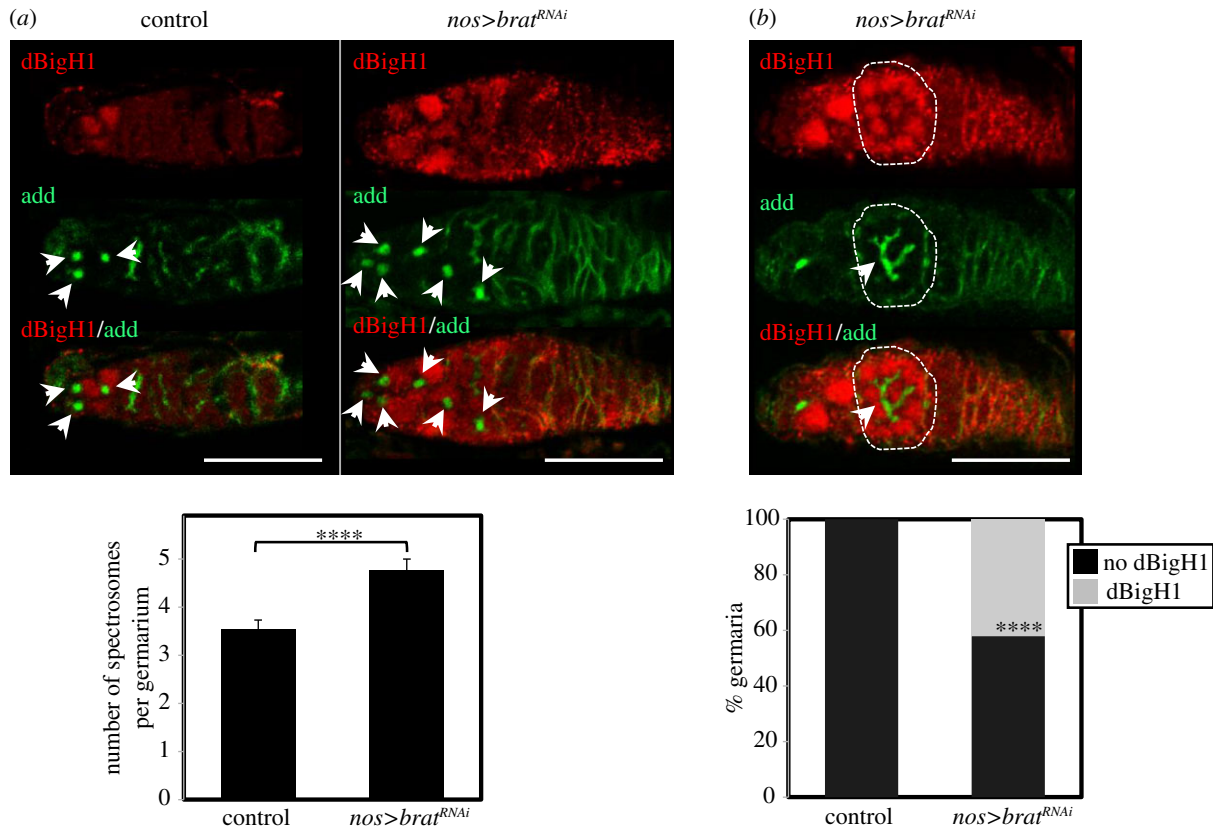 (a)
control
nos>brat^RNAi
dBigH1
dBigH1
add
add
dBigH1/add
dBigH1/add
number of spectrosomes
per germarium
5
4
3
2
1
0
****
control
nos>brat^RNAi
(b)
nos>brat^RNAi
dBigH1
add
dBigH1/add
% germaria
100
80
60
40
20
0
****
no dBigH1
dBigH1
control
nos>brat^RNAi